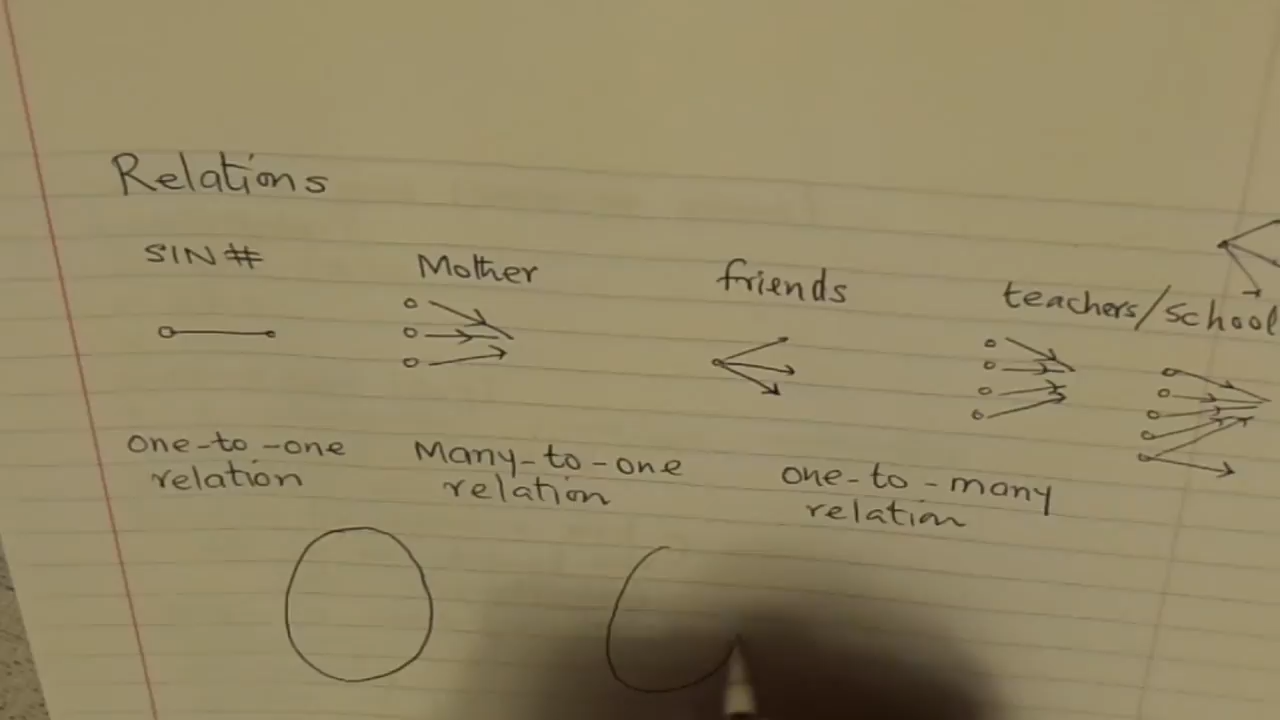 Relations
SIN #
Mother
friends
teachers/school
one-to-one
relation
Many-to-one
relation
one-to-many
relation